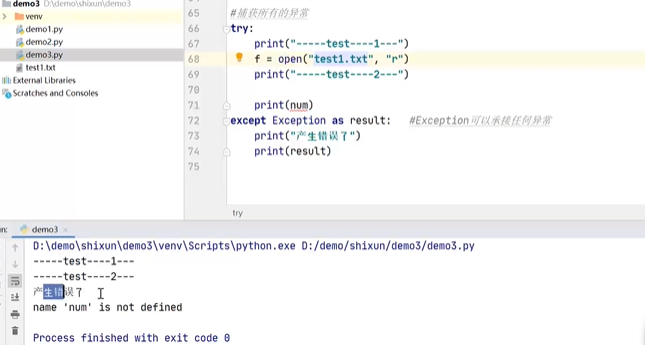 demo3 D:\demo\shixun\demo3
venv
demo1.py
demo2.py
demo3.py
test1.txt
External Libraries
Scratches and Consoles
65 #捕获所有的异常
66 try:
67 print("-----test----1---")
68 f = open("test1.txt", "r")
69 print("-----test----2---")
70
71 print(num)
72 except Exception as result: #Exception可以承接任何异常
73 print("产生错误了")
74 print(result)
75
try
n: demo3
D:\demo\shixun\demo3\venv\Scripts\python.exe D:/demo/shixun/demo3/demo3.py
-----test----1---
-----test----2---
产生错误了
name 'num' is not defined
Process finished with exit code 0